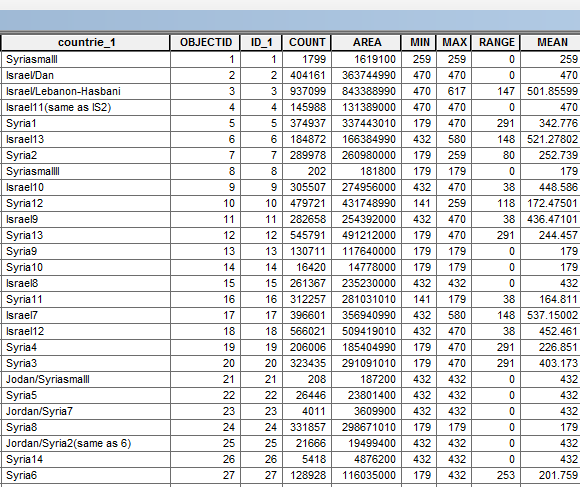 countrie_1 OBJECTID ID_1 COUNT AREA MIN MAX RANGE MEAN
Syriasmalll 1 1 1799 1619100 259 259 0 259
Israel/Dan 2 2 404161 363744990 470 470 0 470
Israel/Lebanon-Hasbani 3 3 937099 843388990 470 617 147 501.85599
Israel11(same as IS2) 4 4 145988 131389000 470 470 0 470
Syria1 5 5 374937 337443010 179 470 291 342.776
Israel13 6 6 184872 166384990 432 580 148 521.27802
Syria2 7 7 289978 260980000 179 259 80 252.739
Syriasmallll 8 8 202 181800 179 179 0 179
Israel10 9 9 305507 274956000 432 470 38 448.586
Syria12 10 10 479721 431748990 141 259 118 172.47501
Israel9 11 11 282658 254392000 432 470 38 436.47101
Syria13 12 12 545791 491212000 179 470 291 244.457
Syria9 13 13 130711 117640000 179 179 0 179
Syria10 14 14 16420 14778000 179 179 0 179
Israel8 15 15 261367 235230000 432 432 0 432
Syria11 16 16 312257 281031010 141 179 38 164.811
Israel7 17 17 396601 356940990 432 580 148 537.15002
Israel12 18 18 566021 509419010 432 470 38 452.461
Syria4 19 19 206006 185404990 179 470 291 226.851
Syria3 20 20 323435 291091010 179 470 291 403.173
Jodan/Syriasmalll 21 21 208 187200 432 432 0 432
Syria5 22 22 26446 23801400 432 432 0 432
Jordan/Syria7 23 23 4011 3609900 432 432 0 432
Syria8 24 24 331857 298671010 179 179 0 179
Jordan/Syria2(same as 6) 25 25 21666 19499400 432 432 0 432
Syria14 26 26 5418 4876200 432 432 0 432
Syria6 27 27 128928 116035000 179 432 253 201.759